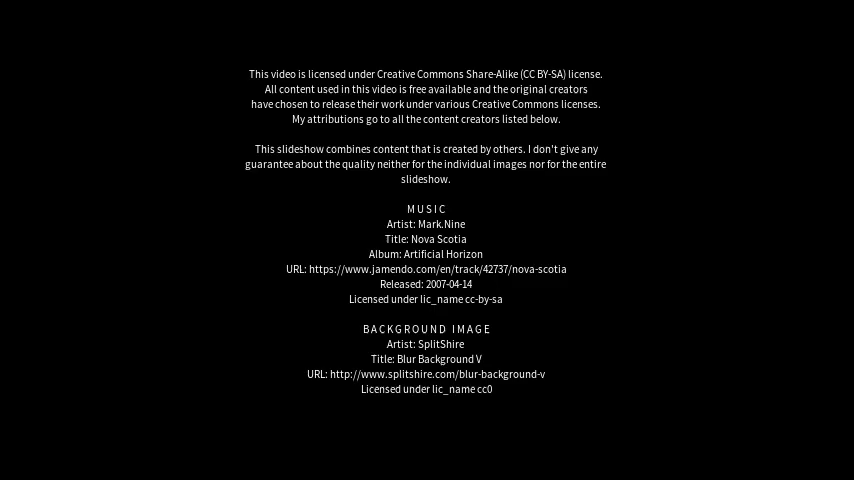 This video is licensed under Creative Commons Share-Alike (CC BY-SA) license.
All content used in this video is free available and the original creators
have chosen to release their work under various Creative Commons licenses.
My attributions go to all the content creators listed below.
This slideshow combines content that is created by others. I don't give any
guarantee about the quality neither for the individual images nor for the entire
slideshow.
MUSIC
Artist: Mark.Nine
Title: Nova Scotia
Album: Artificial Horizon
URL: https://www.jamendo.com/en/track/42737/nova-scotia
Released: 2007-04-14
Licensed under lic_name cc-by-sa
BACKGROUND IMAGE
Artist: SplitShire
Title: Blur Background V
URL: http://www.splitshire.com/blur-background-v
Licensed under lic_name cc0